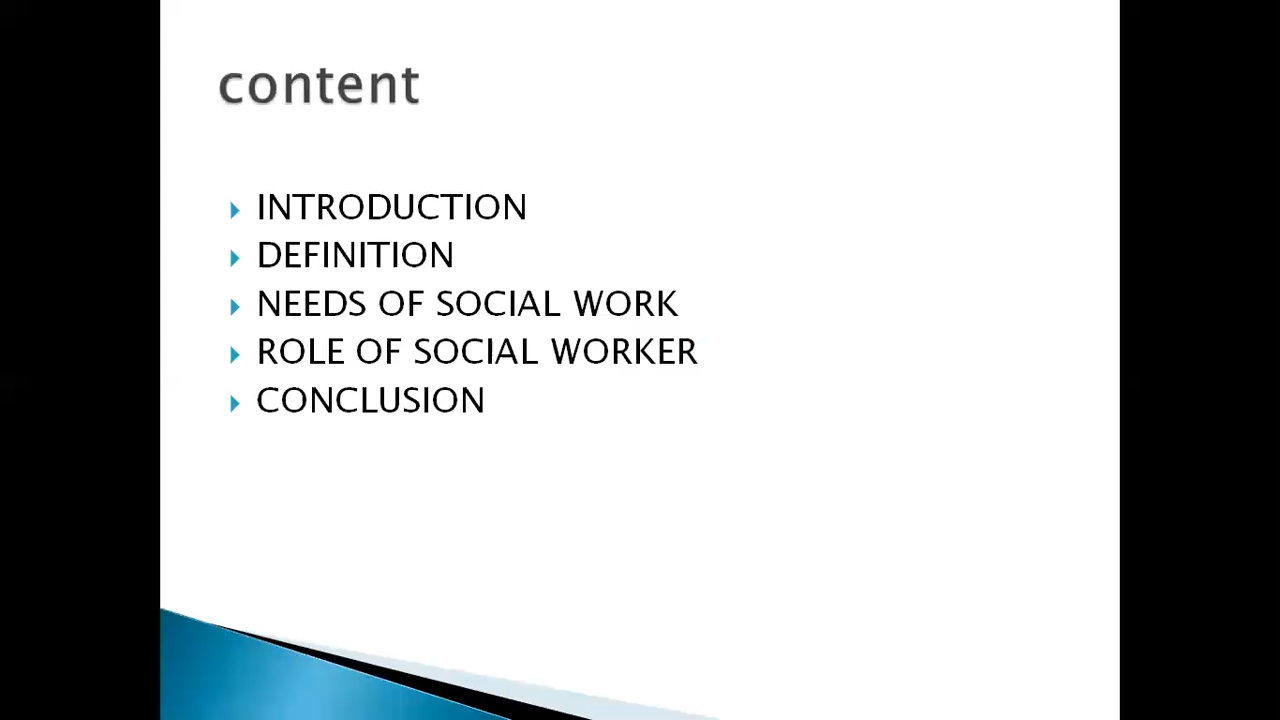 content
INTRODUCTION
DEFINITION
NEEDS OF SOCIAL WORK
ROLE OF SOCIAL WORKER
CONCLUSION